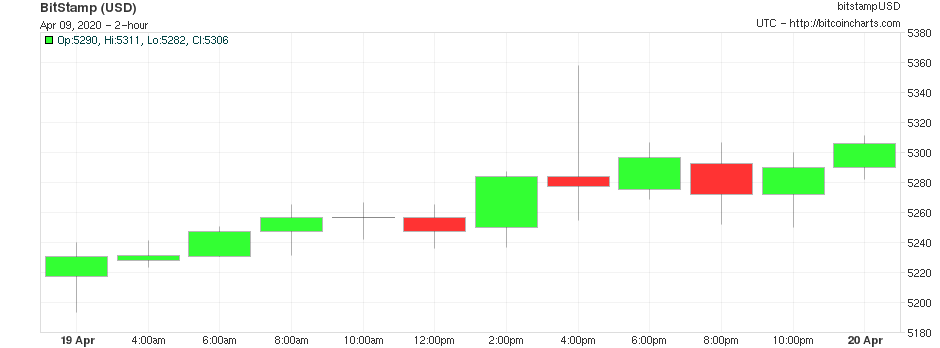 BitStamp (USD)
bitstampUSD
Apr 09, 2020 - 2-hour
UTC - http://bitcoincharts.com
Op:5290, Hi:5311, Lo:5282, Cl:5306
5380
5360
5340
5320
5300
5280
5260
5240
5220
5200
5180
19 Apr 4:00am 6:00am 8:00am 10:00am 12:00pm 2:00pm 4:00pm 6:00pm 8:00pm 10:00pm 20 Apr